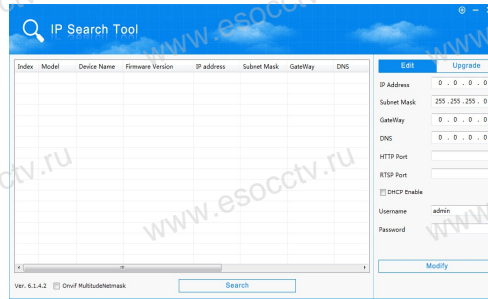 IP Search Tool
www.esocctv.ru
Index Model Device Name Firmware Version IP address Subnet Mask GateWay DNS
Edit Upgrade
IP Address 0 . 0 . 0 . 0
Subnet Mask 255 . 255 . 255 . 0
GateWay 0 . 0 . 0 . 0
DNS 0 . 0 . 0 . 0
HTTP Port
RTSP Port
DHCP Enable
Username admin
Password
Modify
Ver. 6.1.4.2 Onvif MultitudeNetmask Search
www.esocctv.ru